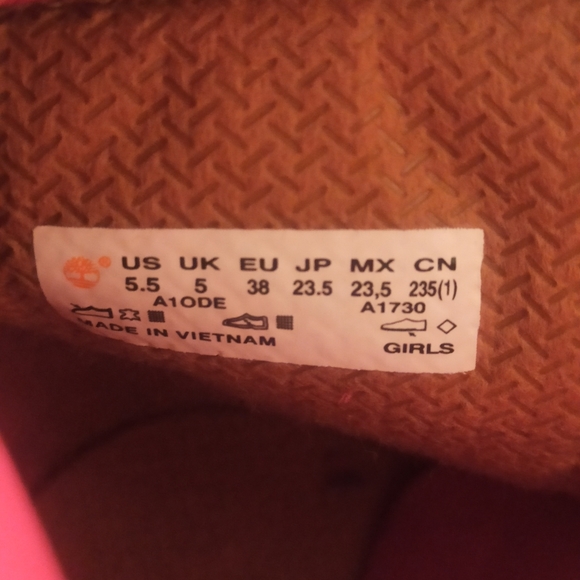 US UK EU JP MX CN
5.5 5 38 23.5 23,5 235(1)
A1ODE A1730
MADE IN VIETNAM
GIRLS